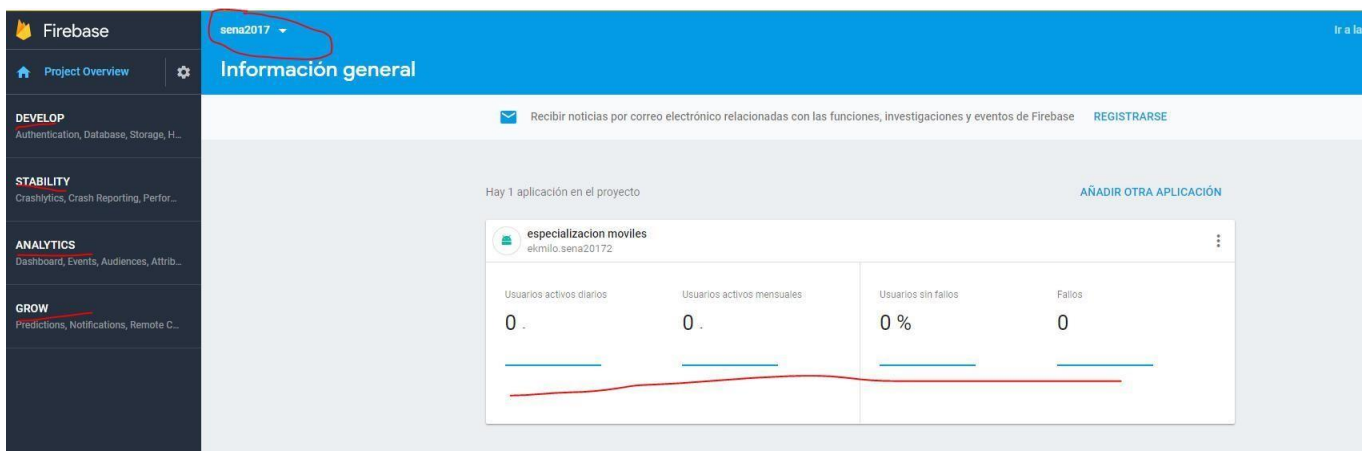 Firebase
sena2017
Ir a la
Project Overview
Información general
DEVELOP
Authentication, Database, Storage, H...
STABILITY
Crashlytics, Crash Reporting, Perfor...
ANALYTICS
Dashboard, Events, Audiences, Attrib...
GROW
Predictions, Notifications, Remote C...
Recibir noticias por correo electrónico relacionadas con las funciones, investigaciones y eventos de Firebase REGISTRARSE
Hay 1 aplicación en el proyecto AÑADIR OTRA APLICACIÓN
especializacion moviles
ekmilo.sena20172
Usuarios activos diarios Usuarios activos mensuales Usuarios sin fallos Fallos
0 . 0 . 0 % 0